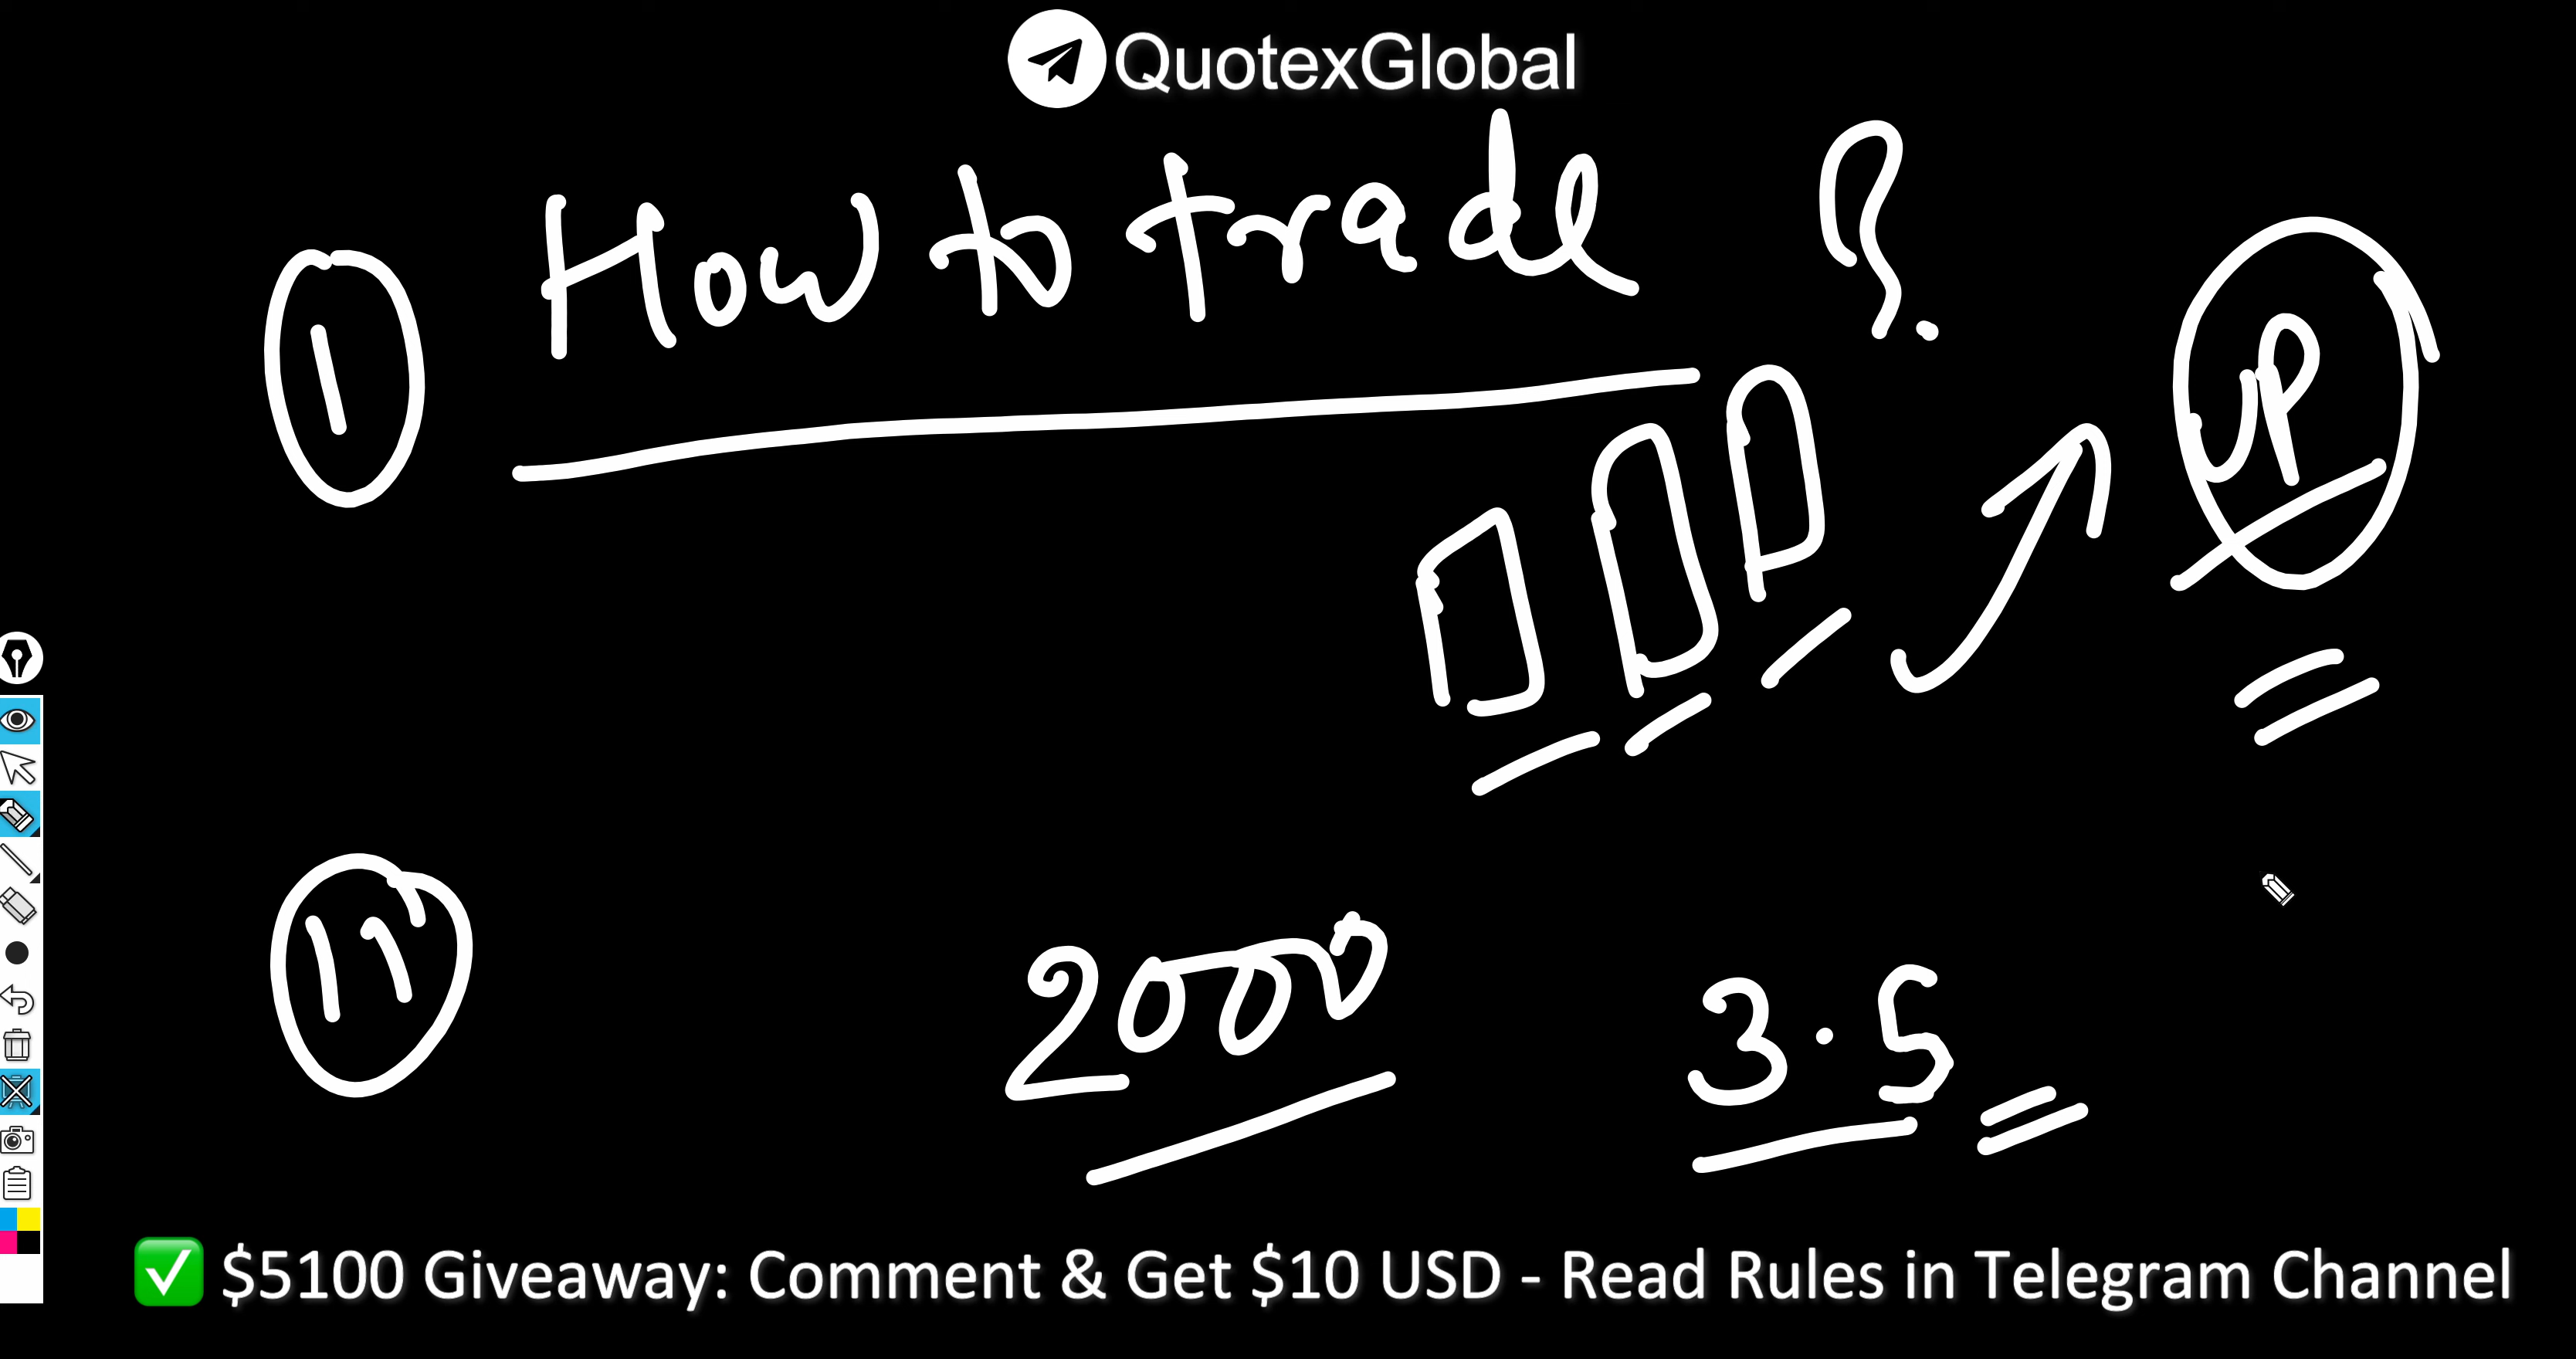 QuotexGlobal
1 How to trade ?
UP
11 2000 3.5
✅ $5100 Giveaway: Comment & Get $10 USD - Read Rules in Telegram Channel